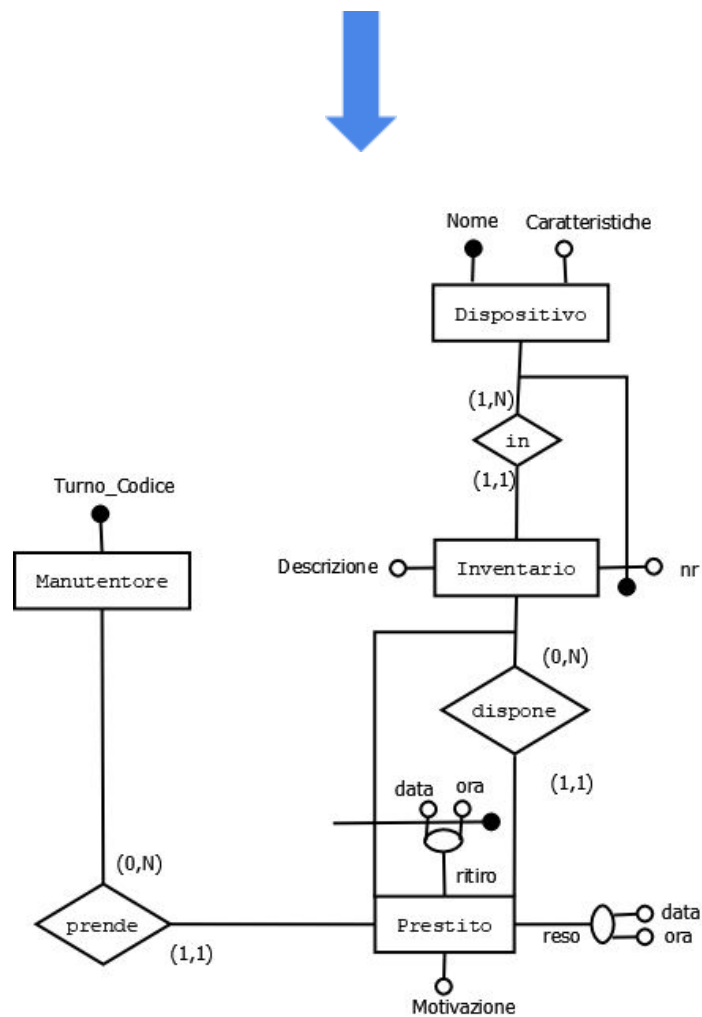 Nome Caratteristiche
Dispositivo
(1,N)
in
(1,1)
Turno_Codice
Descrizione Inventario nr
Manutentore
(0,N)
dispone
(1,1)
data ora
(0,N)
ritiro
prende Prestito data
reso ora
(1,1)
Motivazione